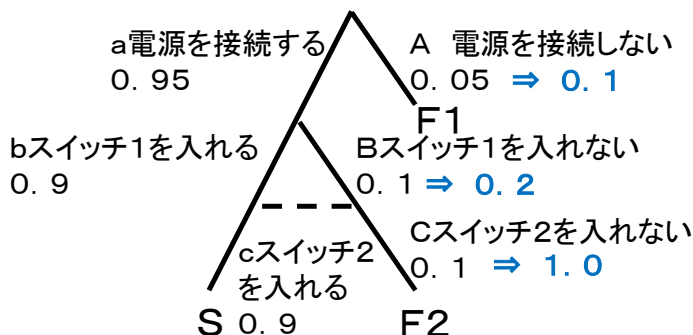 a電源を接続する
0．95
A　電源を接続しない
0．05 ⇒ 0．1
F1
bスイッチ1を入れる
0．9
Bスイッチ1を入れない
0．1 ⇒ 0．2
cスイッチ2
を入れる
0．9
Cスイッチ2を入れない
0．1 ⇒ 1．0
S
F2